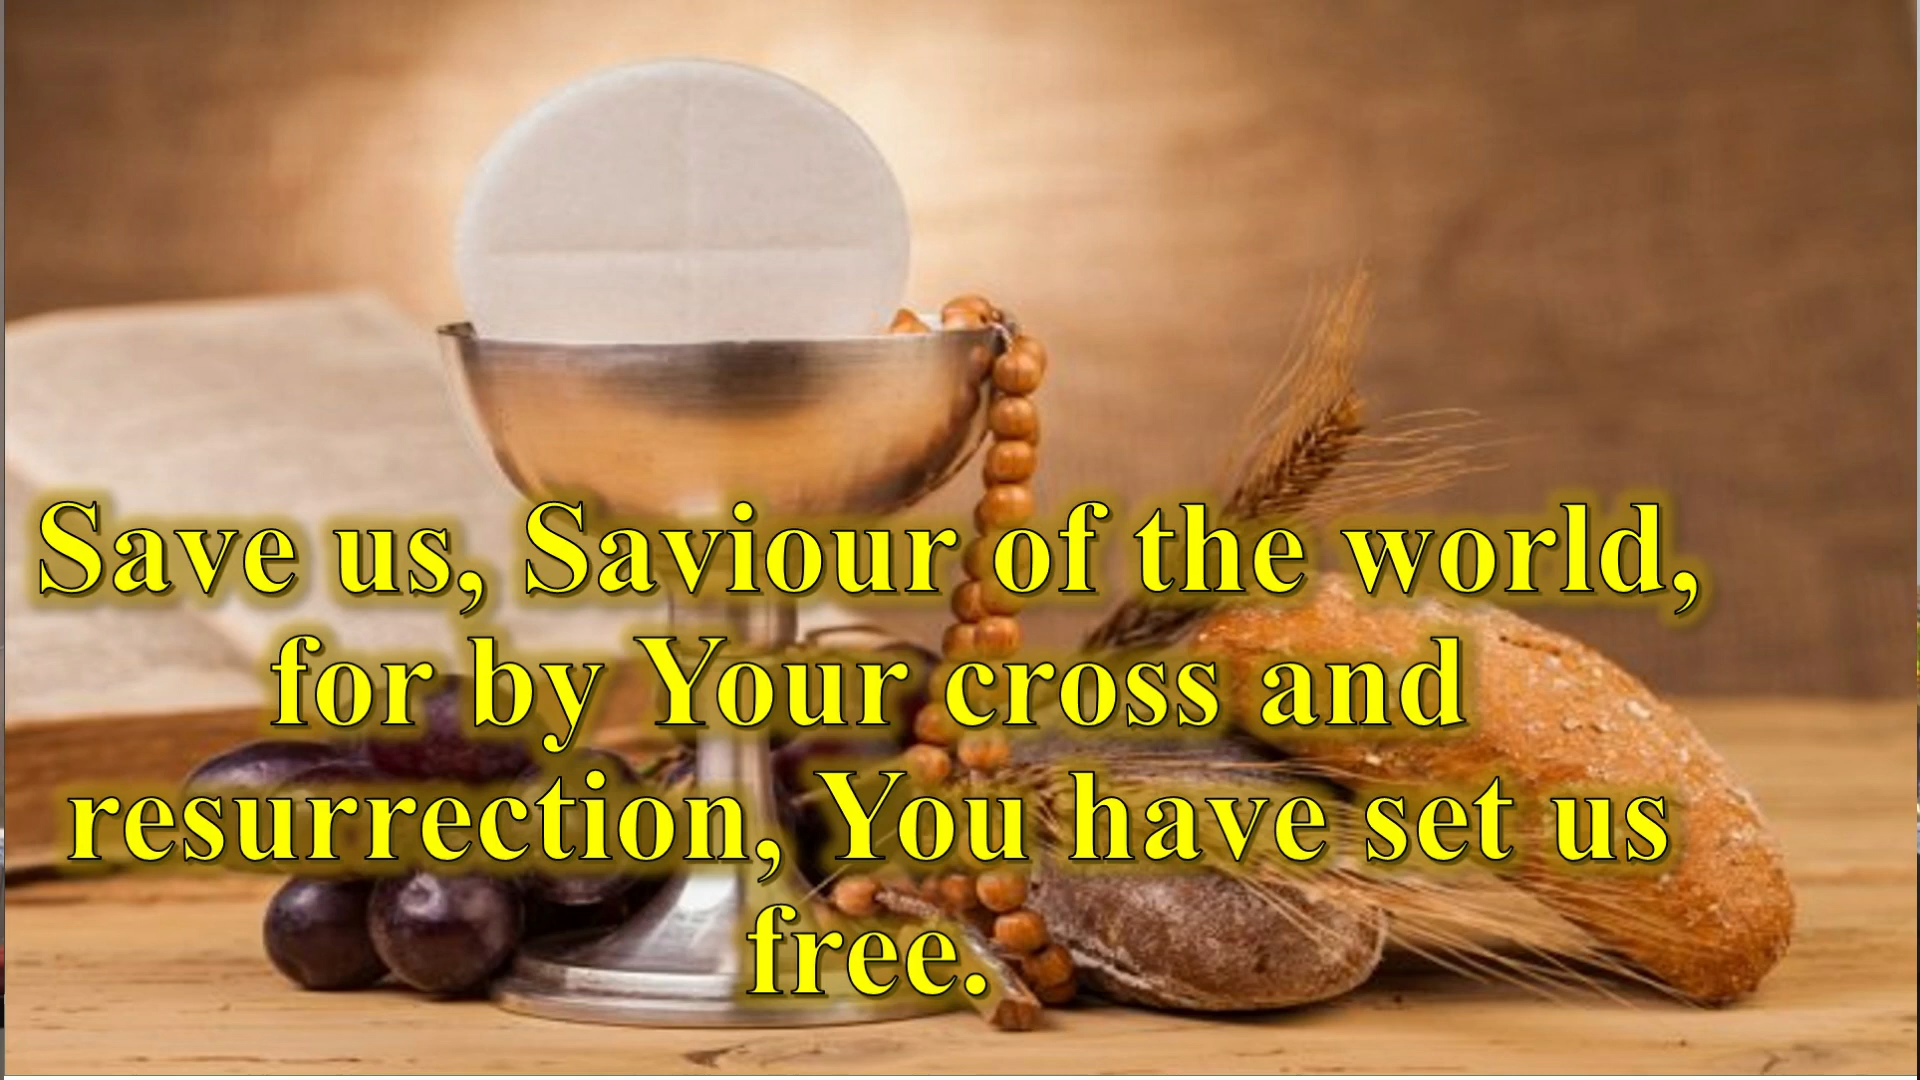 Save us, Saviour of the world,
for by Your cross and
resurrection, You have set us
free.